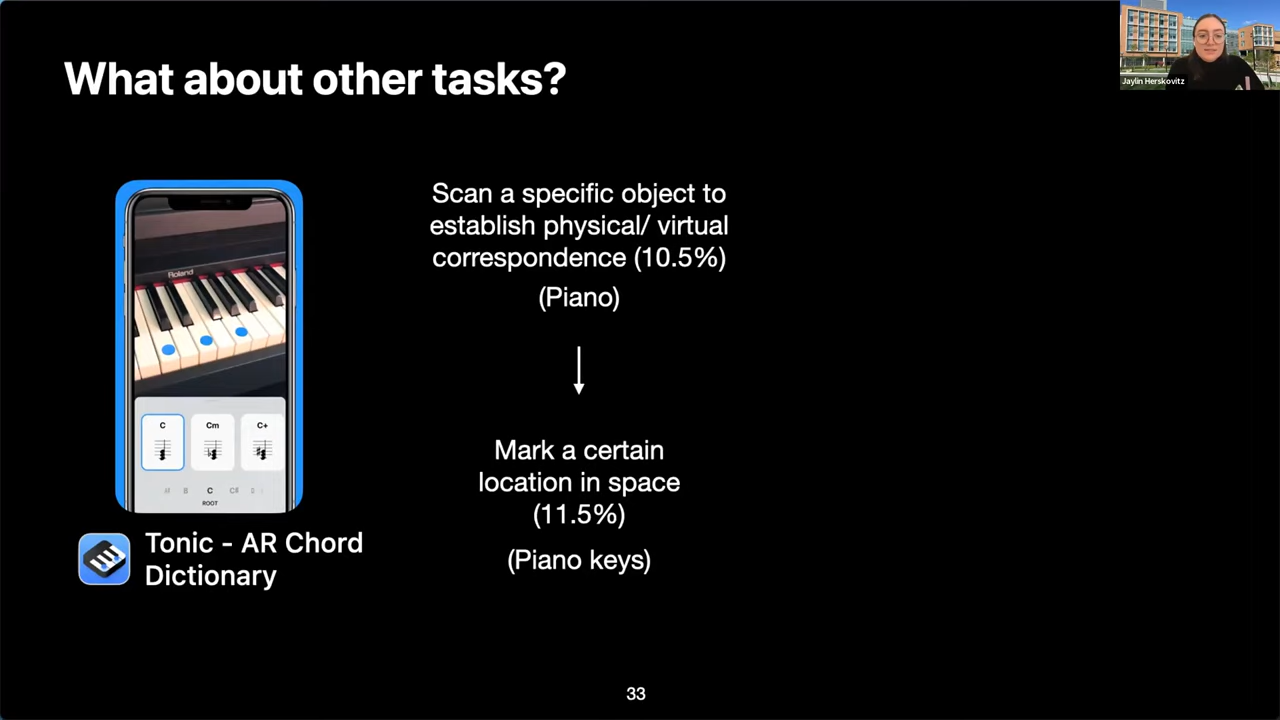 What about other tasks?
Jaylin Herskovitz
Roland
C
Cm
C+
B
C
ROOT
Tonic - AR Chord
Dictionary
Scan a specific object to
establish physical/ virtual
correspondence (10.5%)
(Piano)
Mark a certain
location in space
(11.5%)
(Piano keys)
33